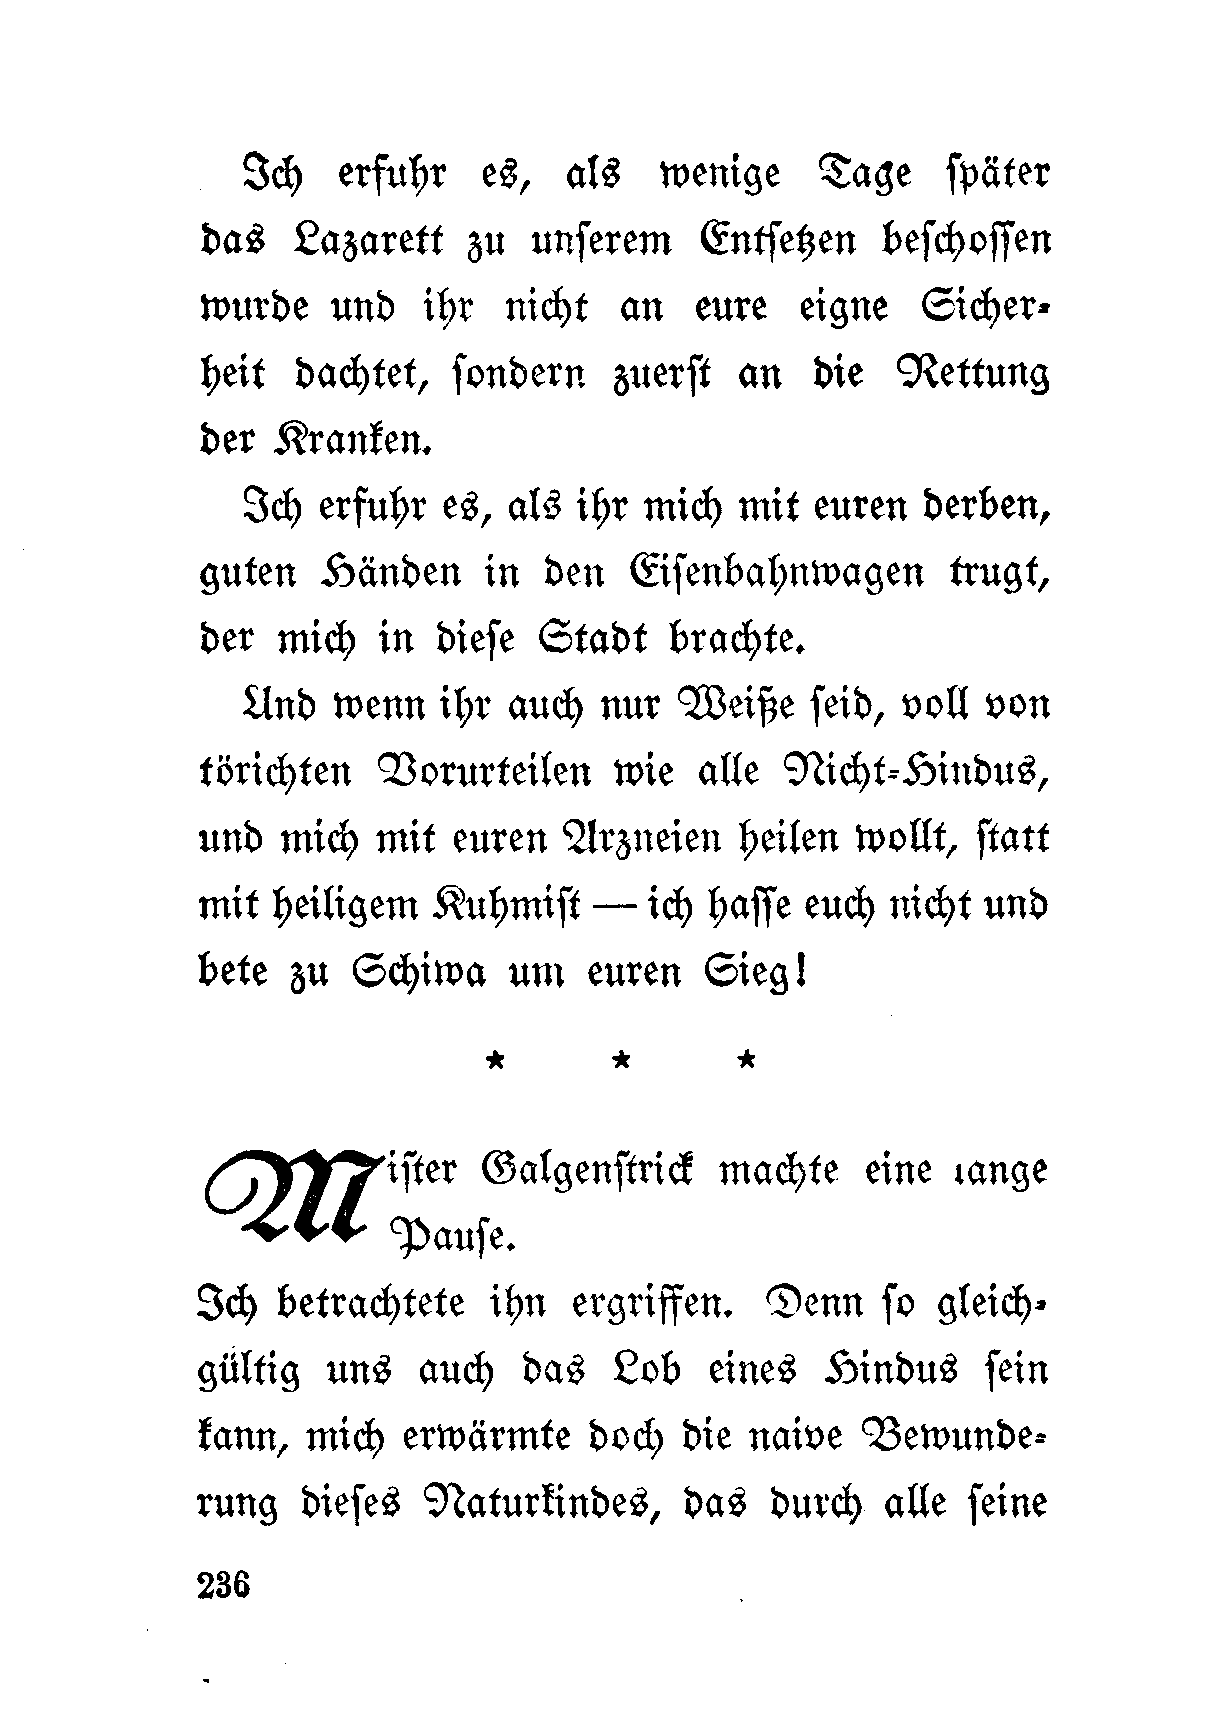 Ich erfuhr es, als wenige Tage später
das Lazarett zu unserem Entsetzen beschossen
wurde und ihr nicht an eure eigne Sicher-
heit dachtet, sondern zuerst an die Rettung
der Kranken.
Ich erfuhr es, als ihr mich mit euren derben,
guten Händen in den Eisenbahnwagen trugt,
der mich in diese Stadt brachte.
Und wenn ihr auch nur Weiße seid, voll von
törichten Vorurteilen wie alle Nicht-Hindus,
und mich mit euren Arzneien heilen wollt, statt
mit heiligem Kuhmist — ich hasse euch nicht und
bete zu Schiwa um euren Sieg!
* * *
Mister Galgenstrick machte eine lange
Pause.
Ich betrachtete ihn ergriffen. Denn so gleich-
gültig uns auch das Lob eines Hindus sein
kann, mich erwärmte doch die naive Bewunde-
rung dieses Naturkindes, das durch alle seine
236